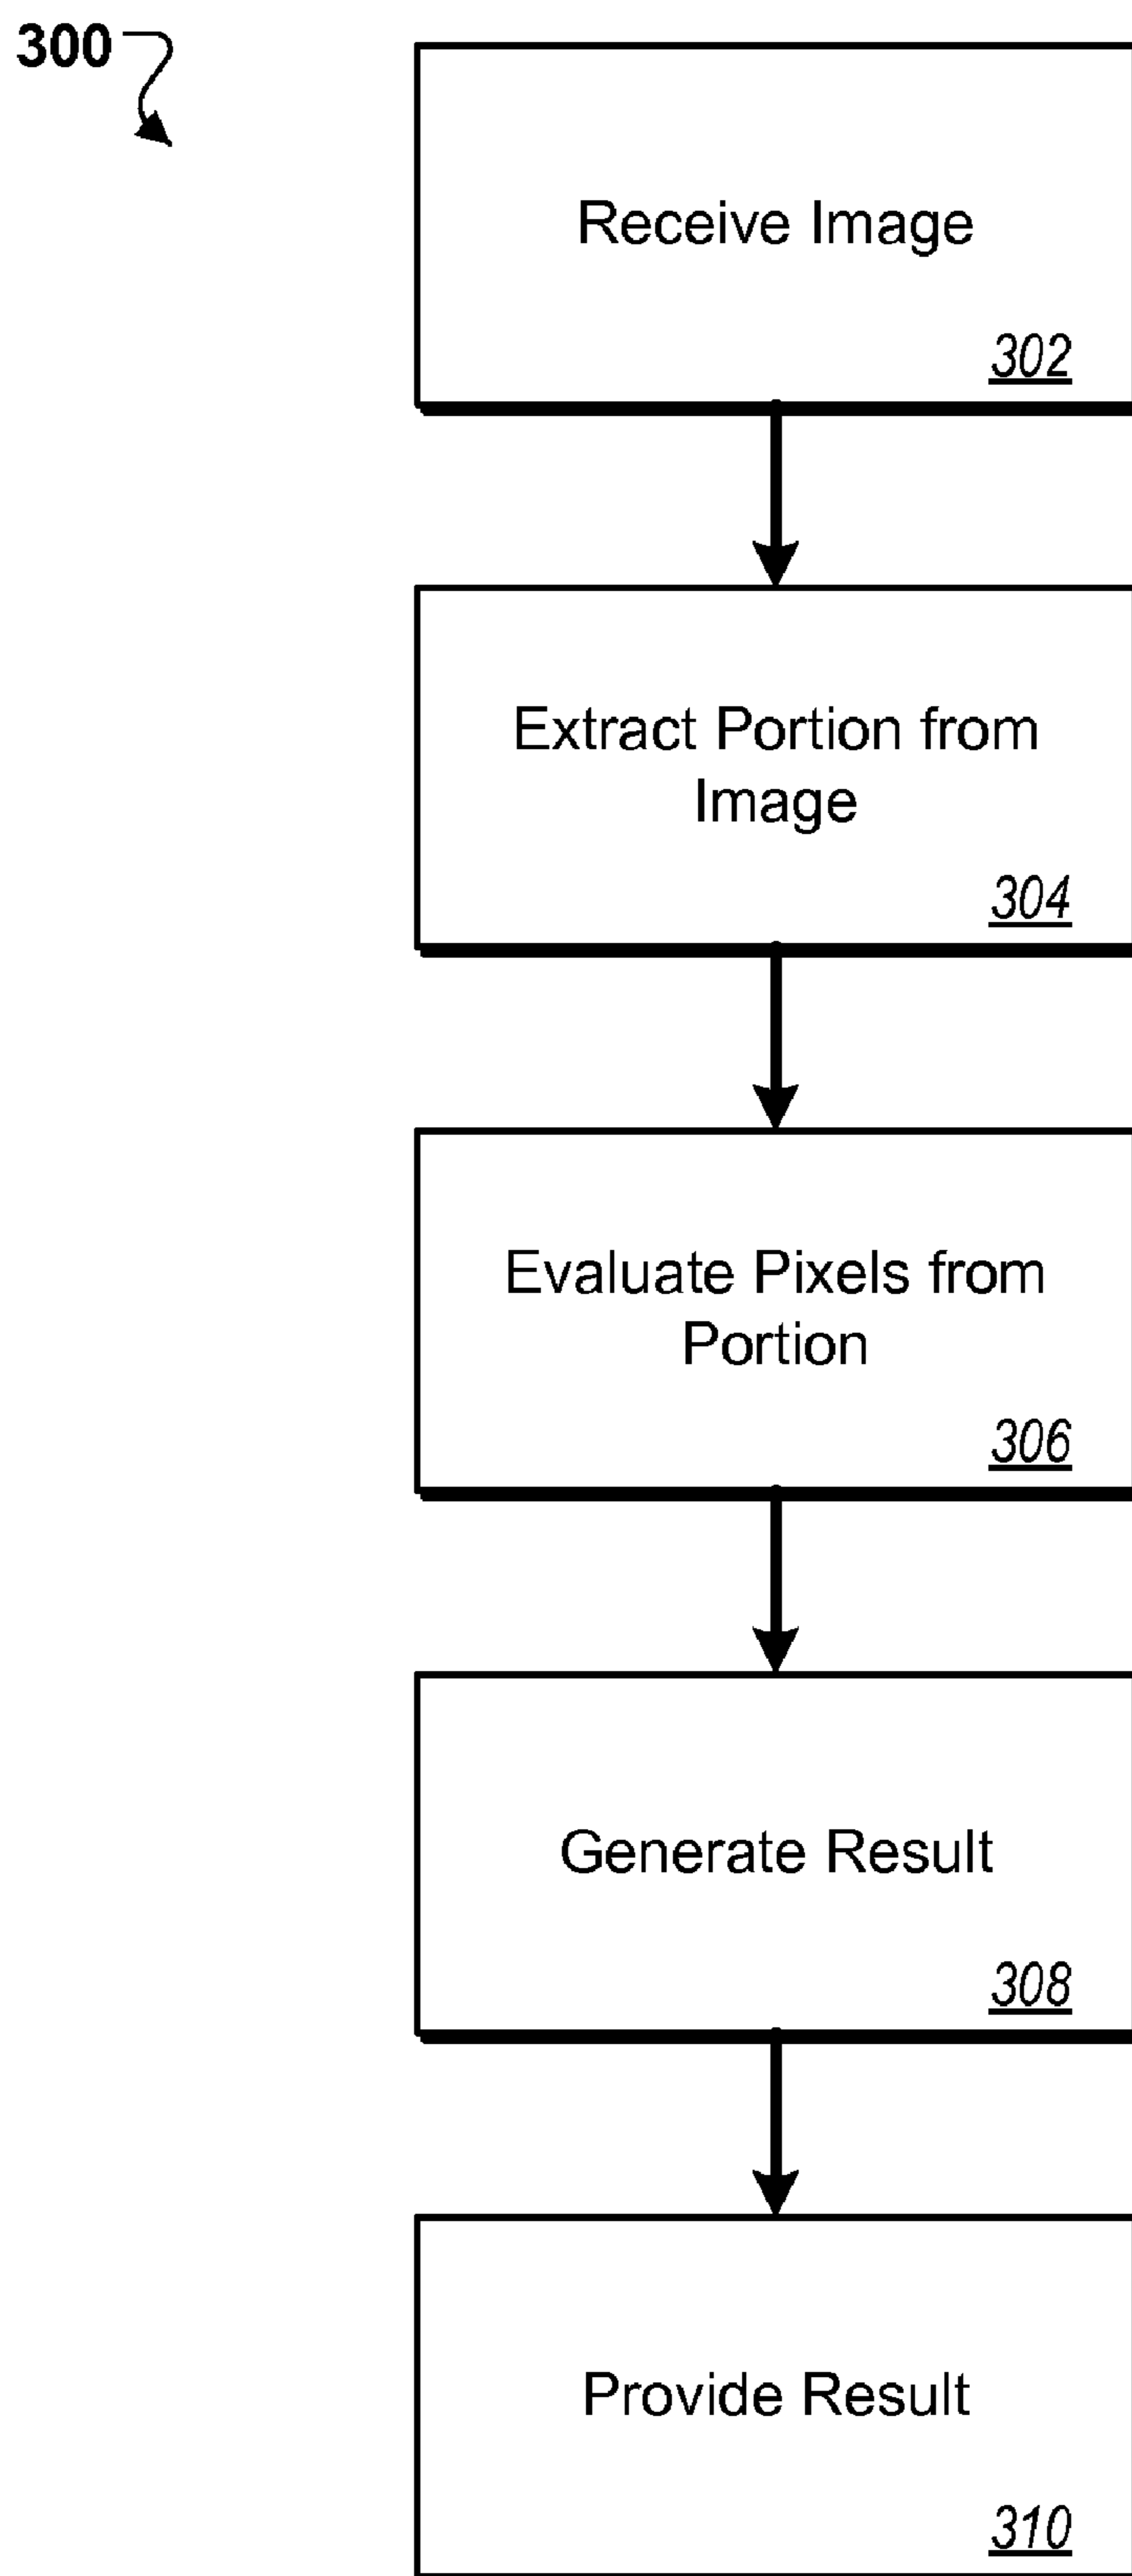 300
Receive Image
302
Extract Portion from
Image
304
Evaluate Pixels from
Portion
306
Generate Result
308
Provide Result
310